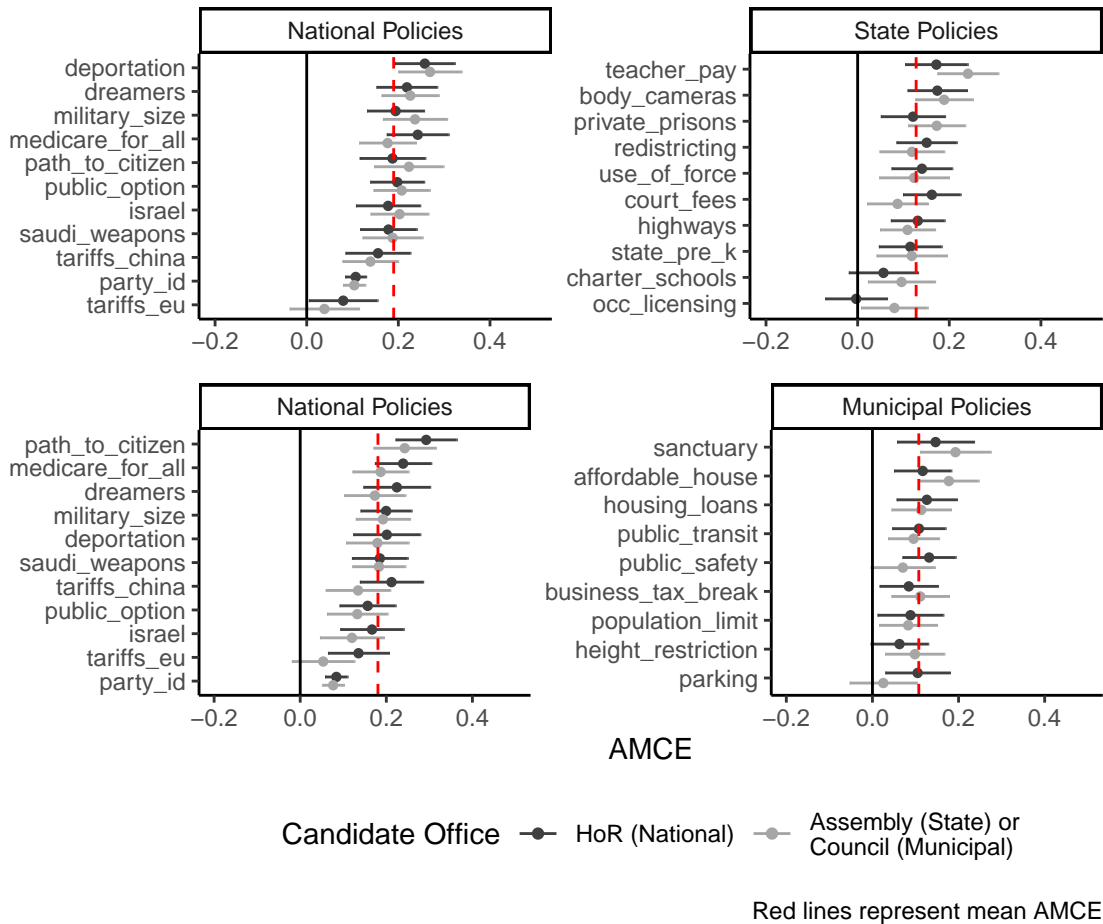 National Policies
deportation
dreamers
military_size
medicare_for_all
path_to_citizen
public_option
israel
saudi_weapons
tariffs_china
party_id
tariffs_eu
−0.2 0.0 0.2 0.4
State Policies
teacher_pay
body_cameras
private_prisons
redistricting
use_of_force
court_fees
highways
state_pre_k
charter_schools
occ_licensing
−0.2 0.0 0.2 0.4
National Policies
path_to_citizen
medicare_for_all
dreamers
military_size
deportation
saudi_weapons
tariffs_china
public_option
israel
tariffs_eu
party_id
−0.2 0.0 0.2 0.4
Municipal Policies
sanctuary
affordable_house
housing_loans
public_transit
public_safety
business_tax_break
population_limit
height_restriction
parking
−0.2 0.0 0.2 0.4
AMCE
Candidate Office
HoR (National)
Assembly (State) or
Council (Municipal)
Red lines represent mean AMCE